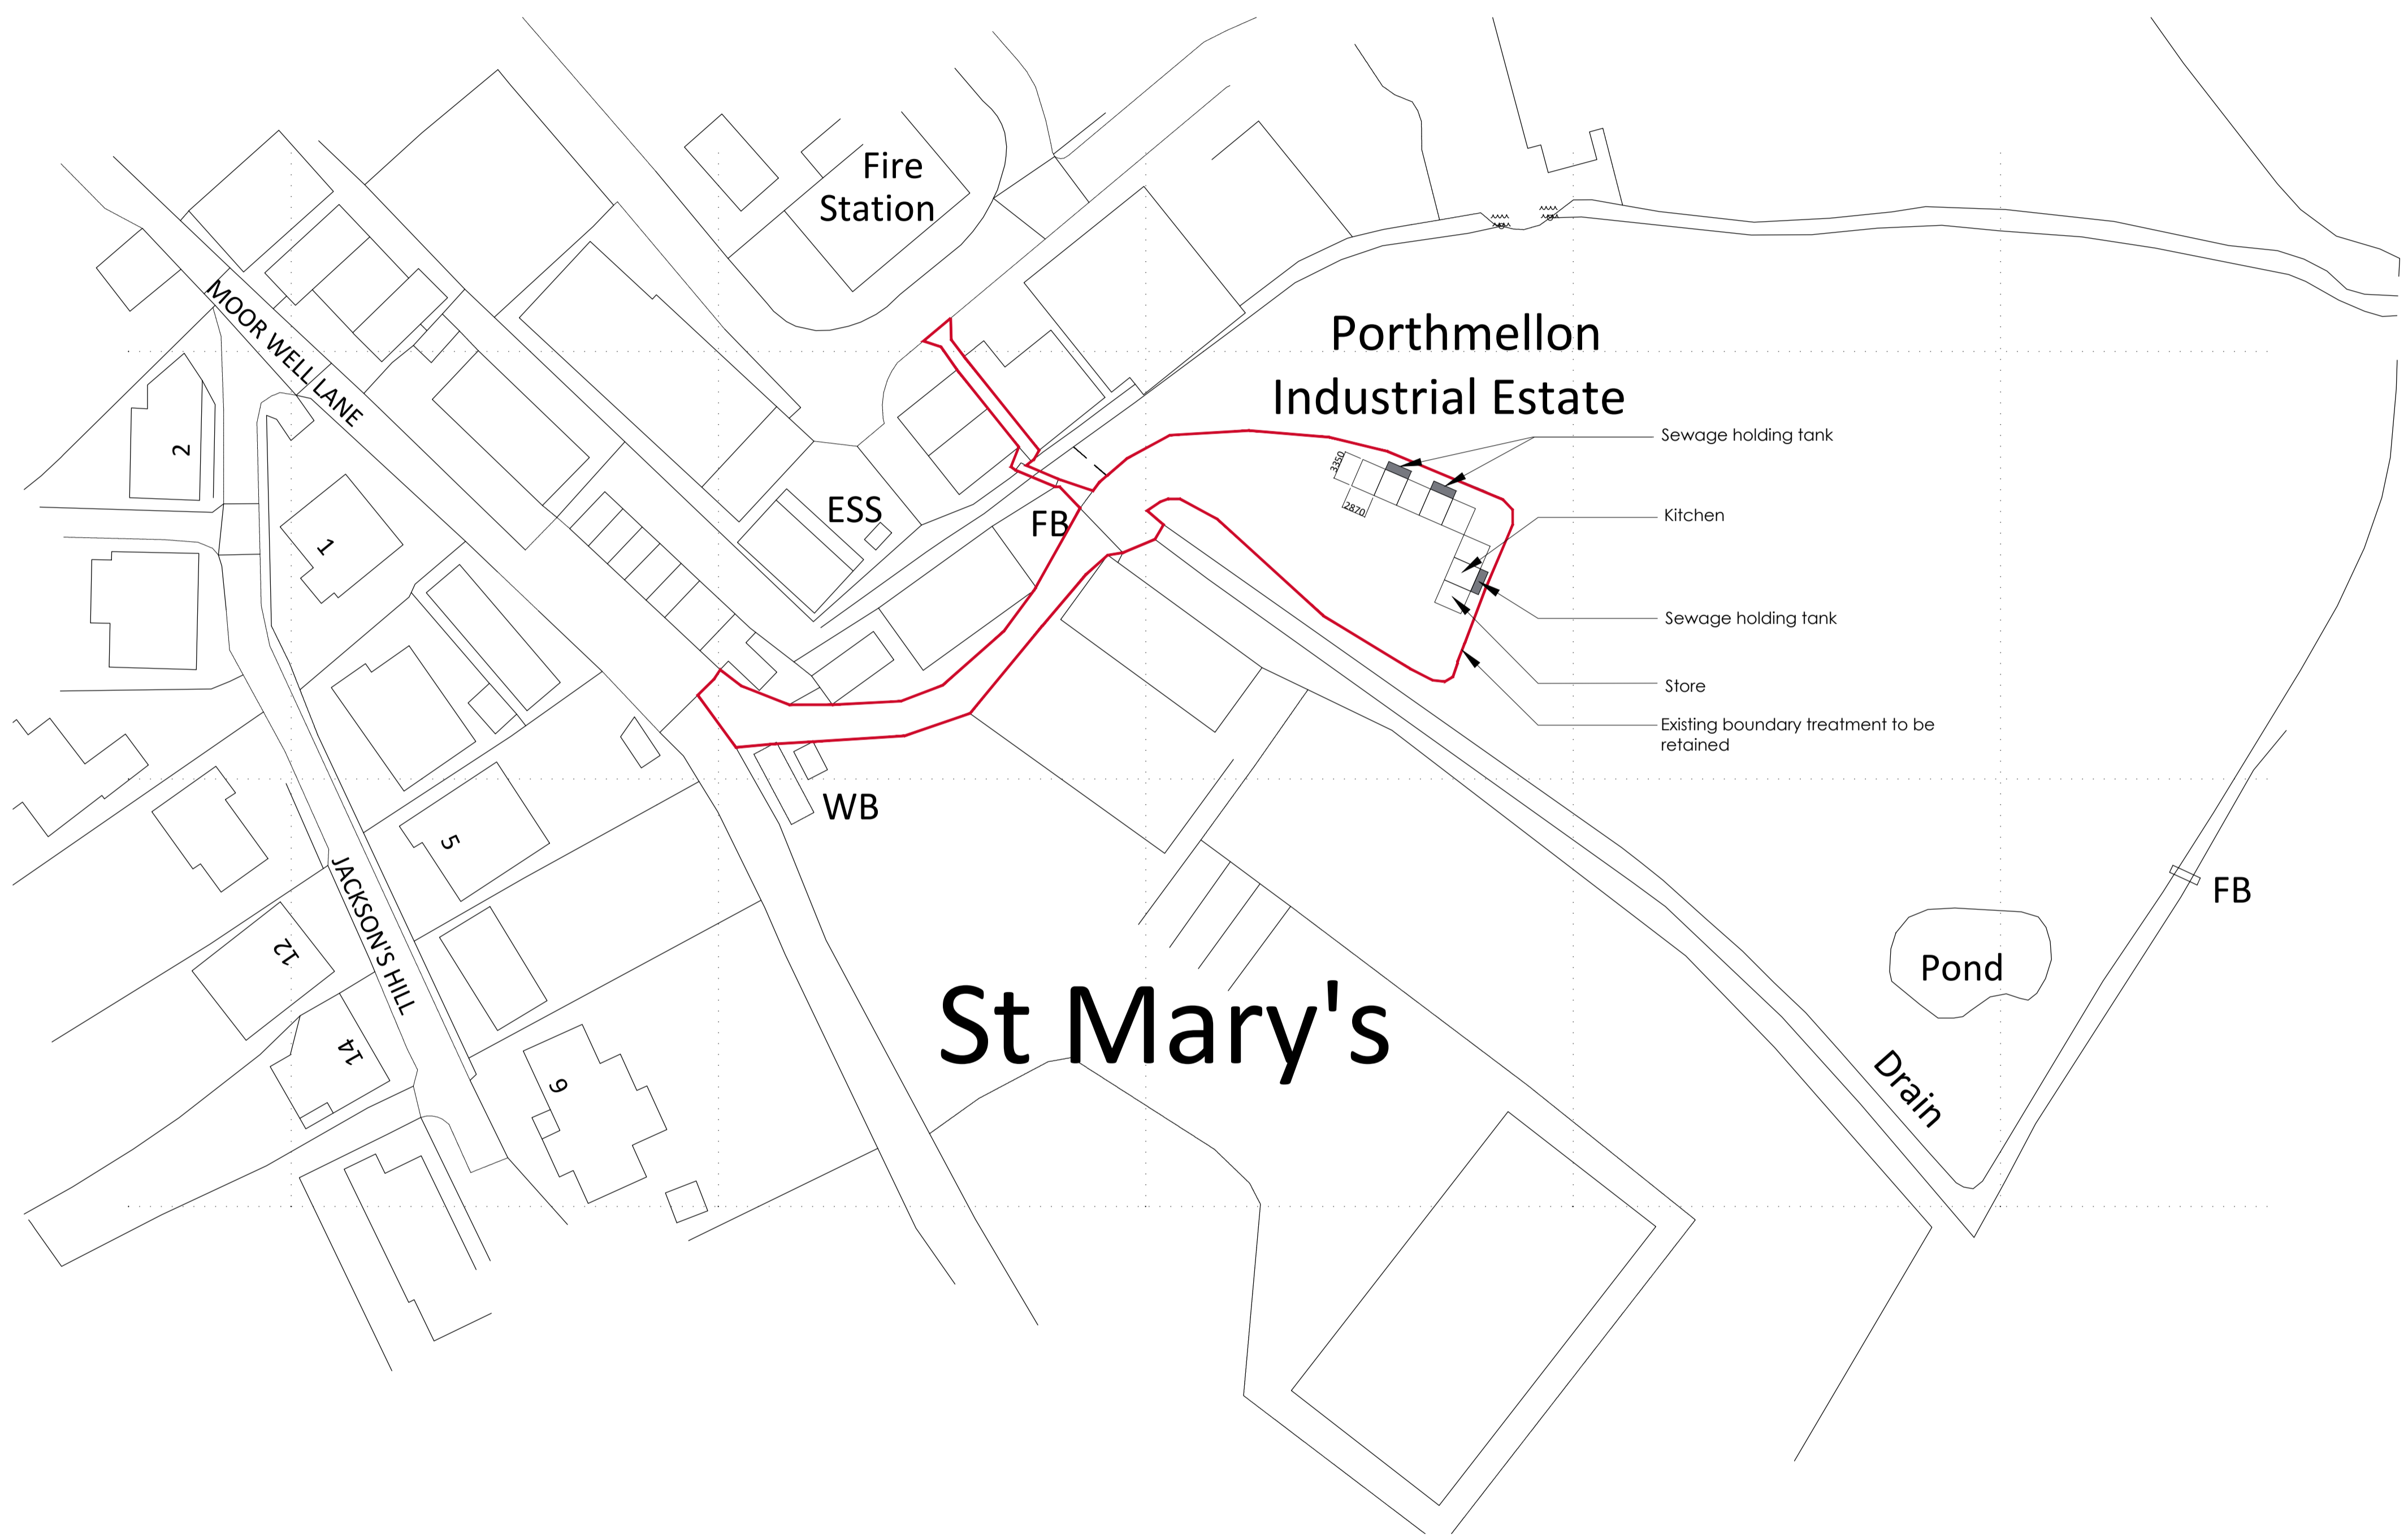 Fire
Station
MOOR WELL LANE
Porthmellon
Industrial Estate
2
Sewage holding tank
3350
2870
ESS
Kitchen
FB
1
Sewage holding tank
Store
Existing boundary treatment to be
retained
WB
5
FB
JACKSON'S HILL
12
Pond
St Mary's
14
9
Drain